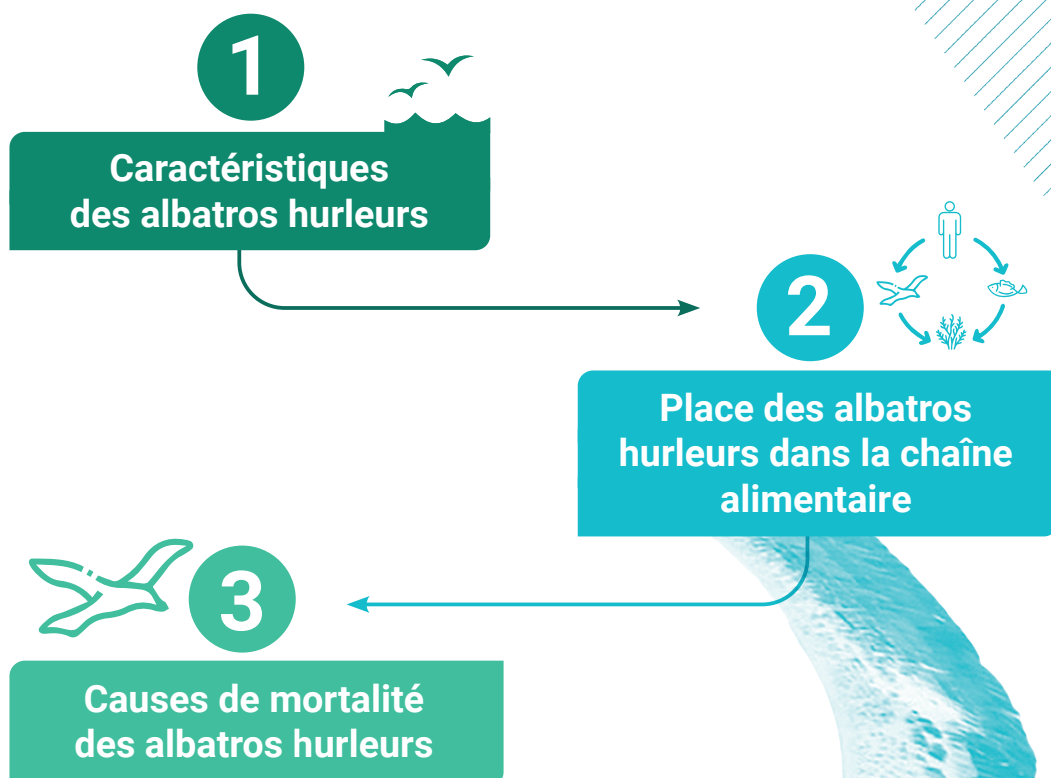 1
Caractéristiques
des albatros hurleurs
2
Place des albatros
hurleurs dans la chaîne
alimentaire
3
Causes de mortalité
des albatros hurleurs